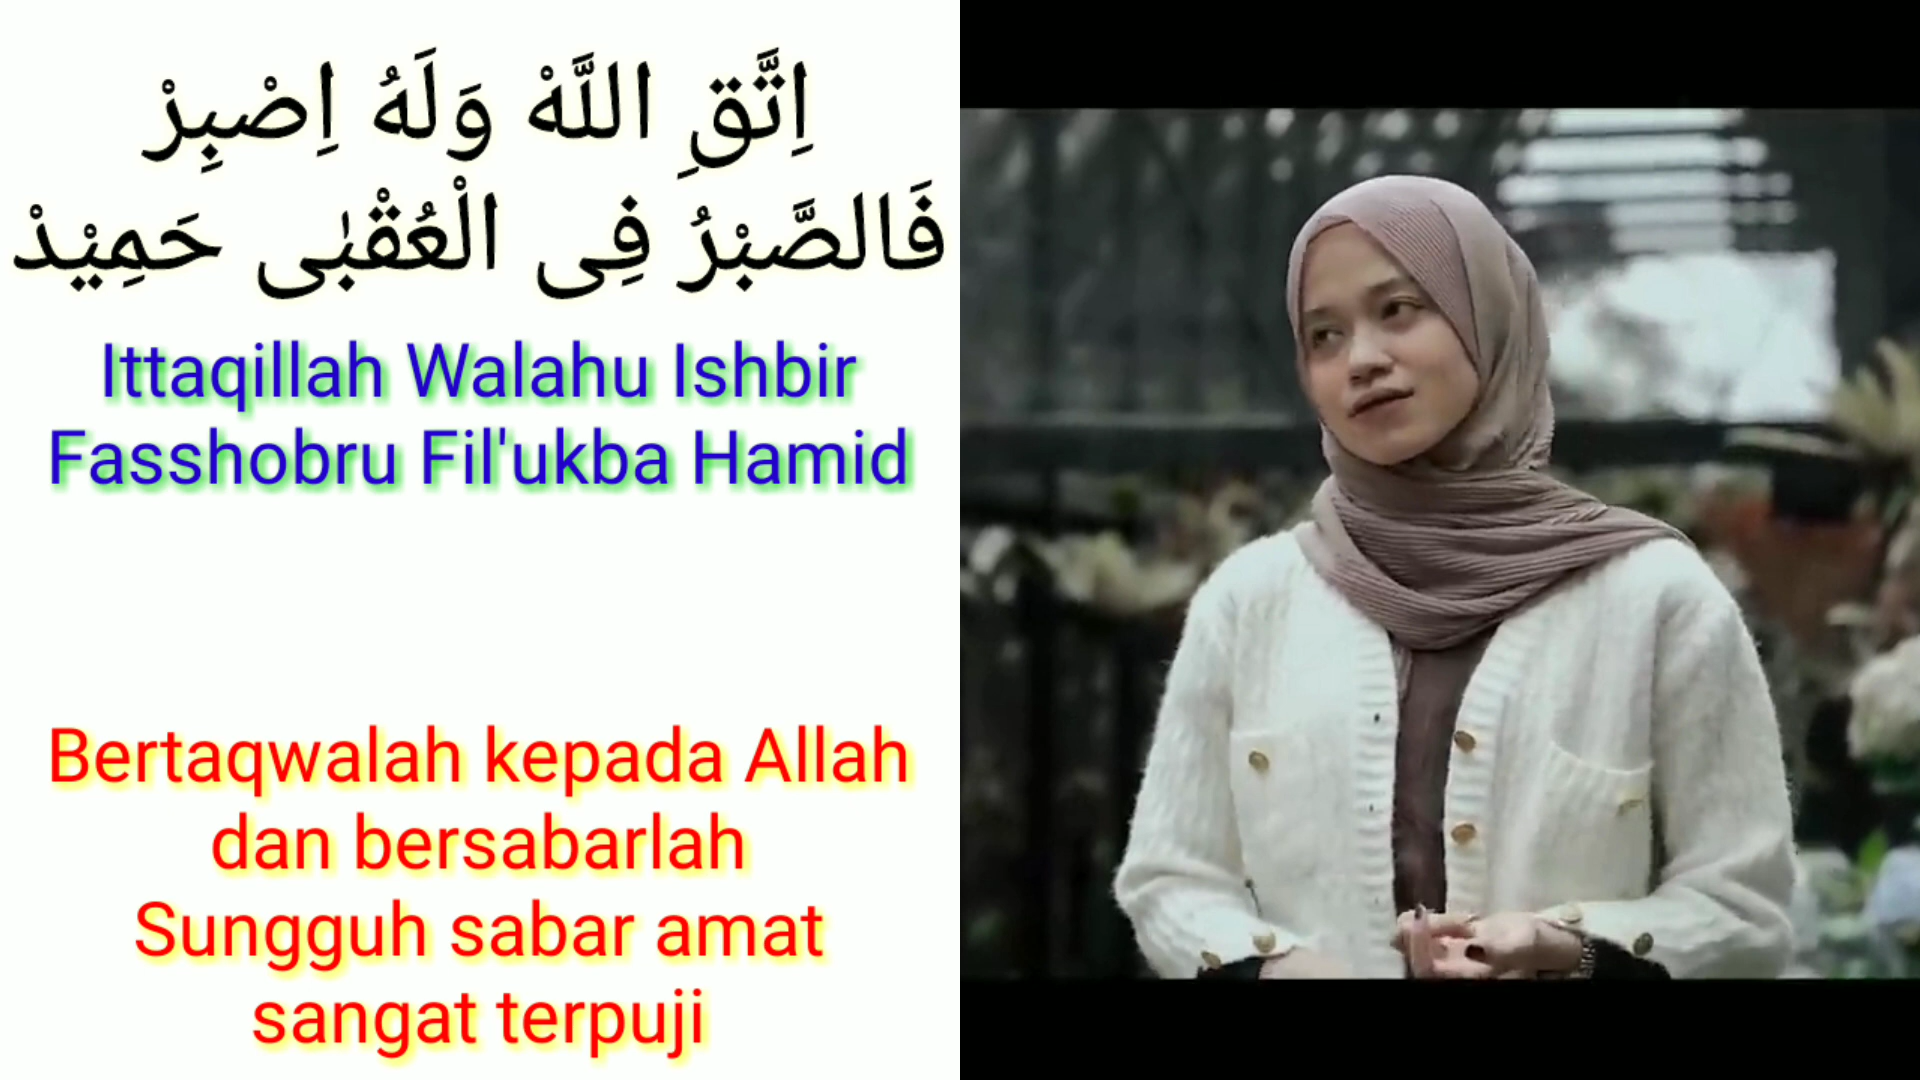 اِتَّقِ اللَّهْ وَلَهُ اِصْبِرْ
فَالصَّبْرُ فِى الْعُقْبٰى حَمِيْدْ
Ittaqillah Walahu Ishbir
Fasshobru Fil'ukba Hamid
Bertaqwalah kepada Allah
dan bersabarlah
Sungguh sabar amat
sangat terpuji